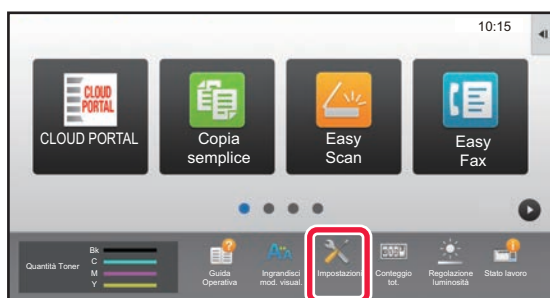 10:15
CLOUD
PORTAL
CLOUD PORTAL
Copia
semplice
Easy
Scan
Easy
Fax
Quantità Toner
Bk
C
M
Y
Guida
Operativa
Ingrandisci
mod. visual.
Impostazioni
Conteggio
tot.
Regolazione
luminosità
Stato lavoro